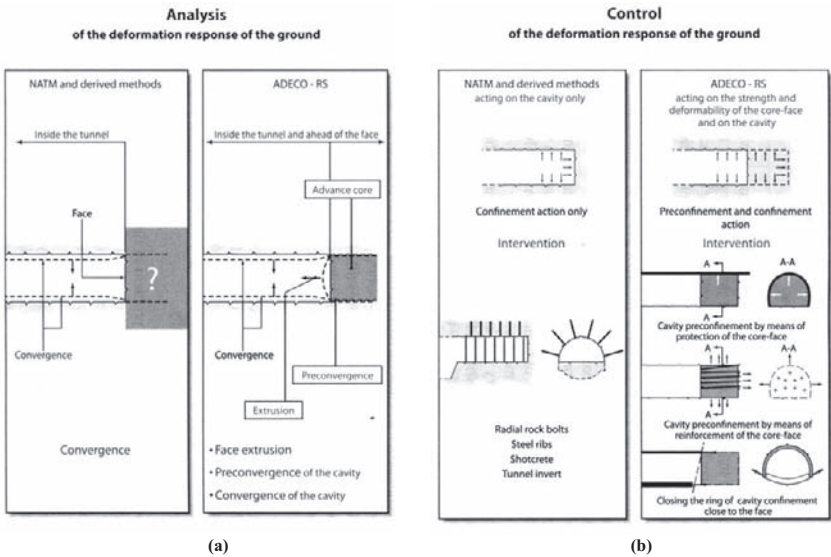 Analysis
of the deformation response of the ground
NATM and derived methods
Inside the tunnel
Face
?
Convergence
Convergence
ADECO - RS
Inside the tunnel and ahead of the face
Advance core
Convergence
Preconvergence
Extrusion
• Face extrusion
• Preconvergence of the cavity
• Convergence of the cavity
(a)
Control
of the deformation response of the ground
NATM and derived methods
acting on the cavity only
Confinement action only
Intervention
Radial rock bolts
Steel ribs
Shotcrete
Tunnel invert
ADECO - RS
acting on the strength and
deformability of the core-face
and on the cavity
Preconfinement and confinement
action
Intervention
A
A-A
A
Cavity preconfinement by means of
protection of the core-face
A
A-A
A
Cavity preconfinement by means of
reinforcement of the core-face
Closing the ring of cavity confinement
close to the face
(b)